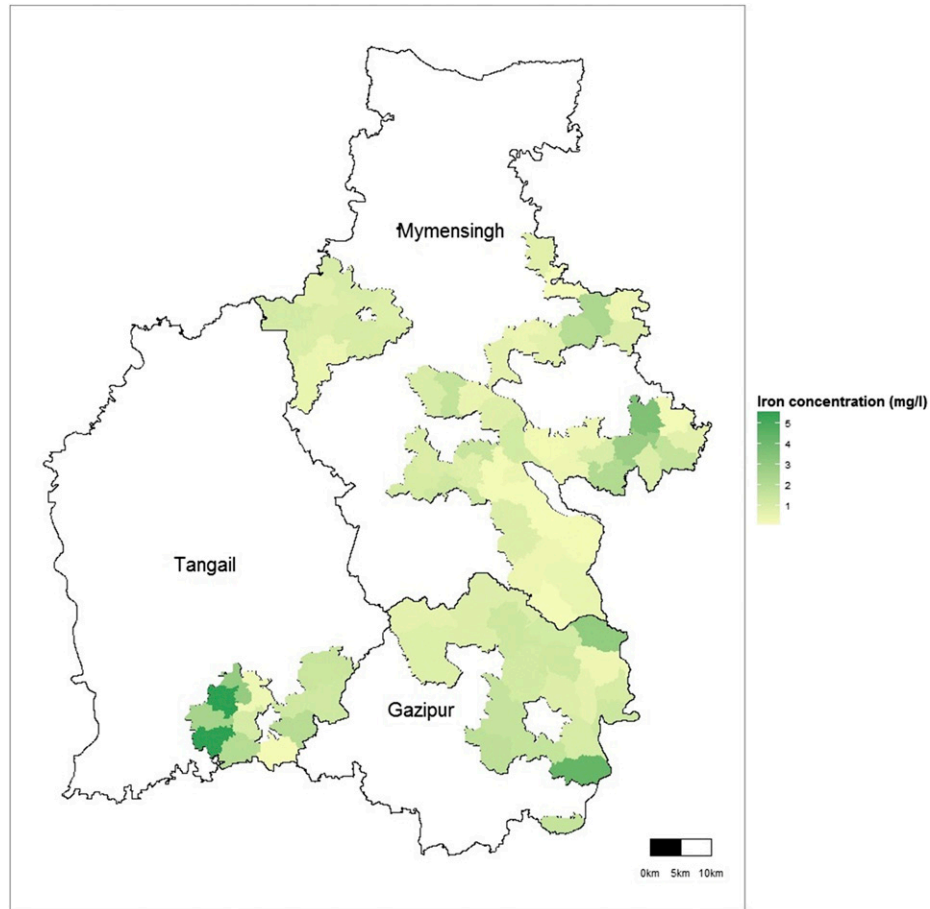 Mymensingh
Iron concentration (mg/l)
5
4
3
2
1
Tangail
Gazipur
0km 5km 10km